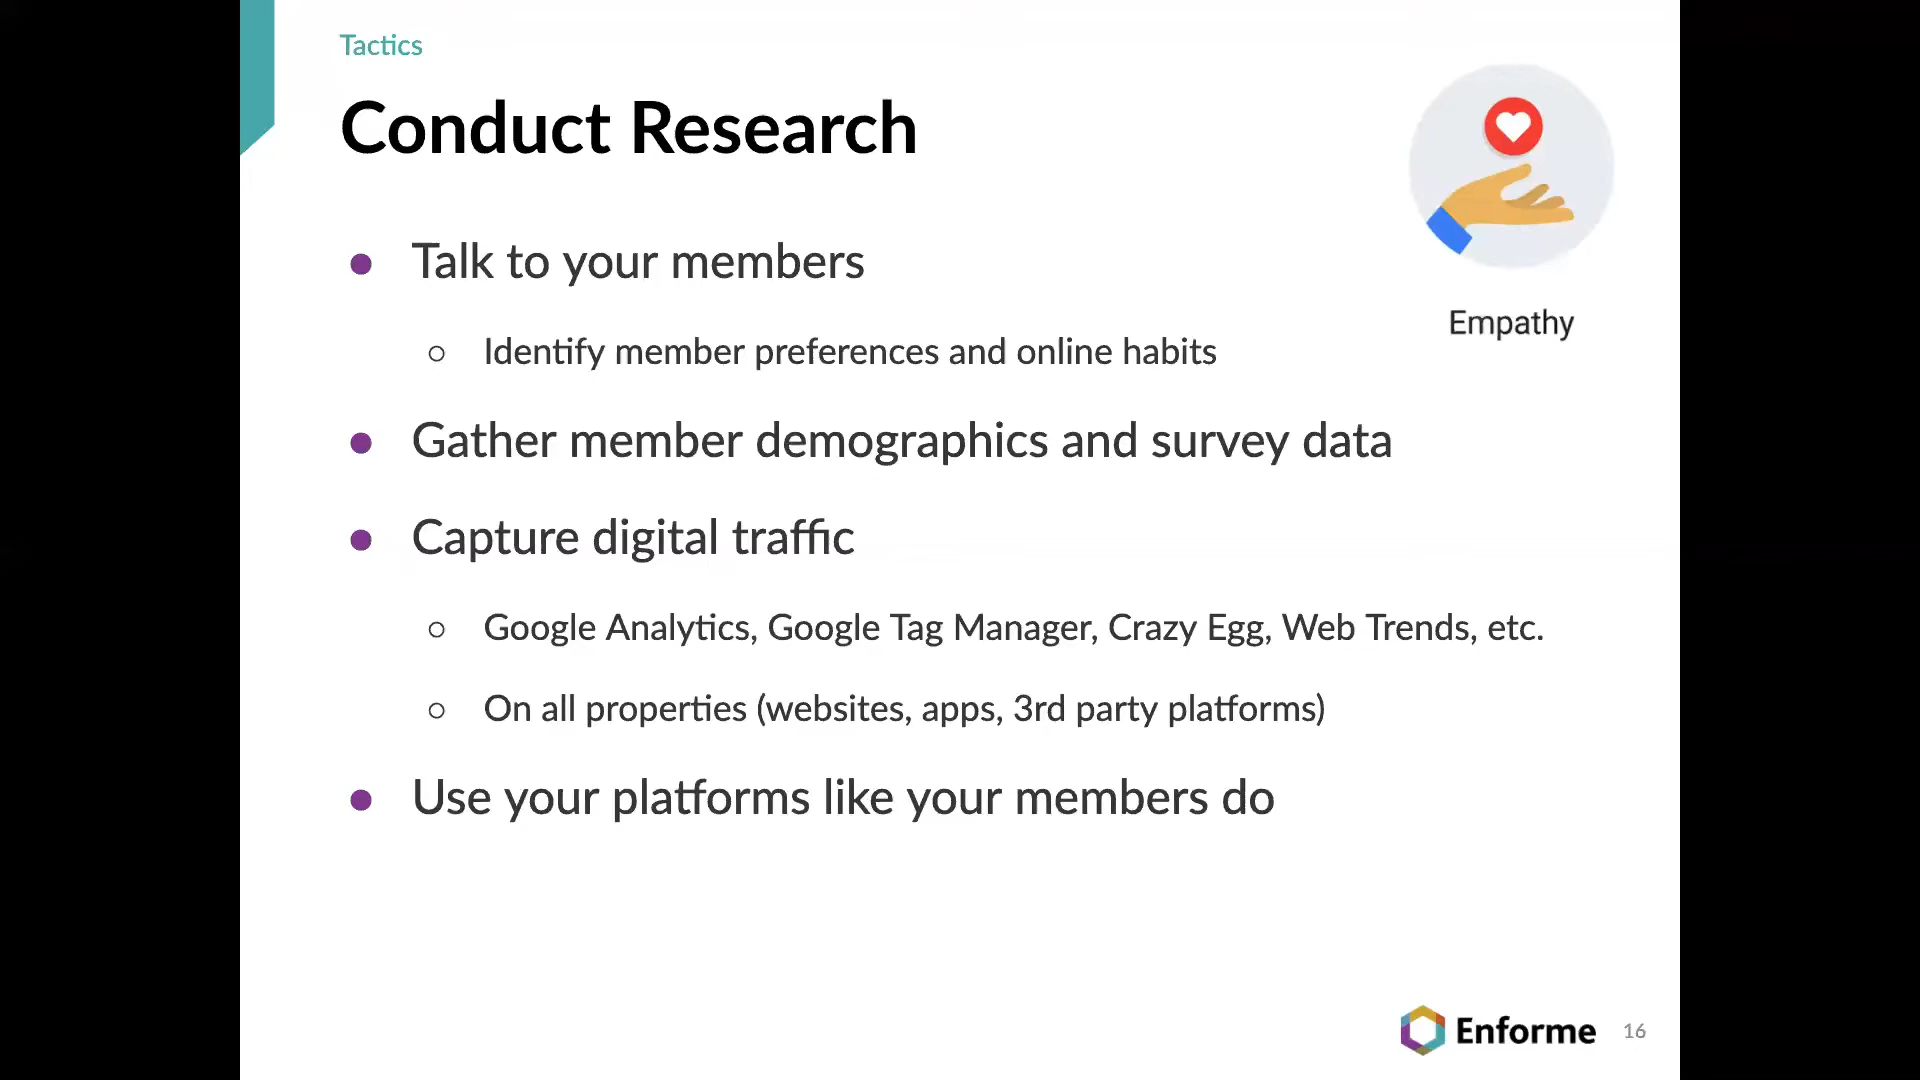 Tactics
Conduct Research
Empathy
● Talk to your members
○ Identify member preferences and online habits
● Gather member demographics and survey data
● Capture digital traffic
○ Google Analytics, Google Tag Manager, Crazy Egg, Web Trends, etc.
○ On all properties (websites, apps, 3rd party platforms)
● Use your platforms like your members do
Enforme 16